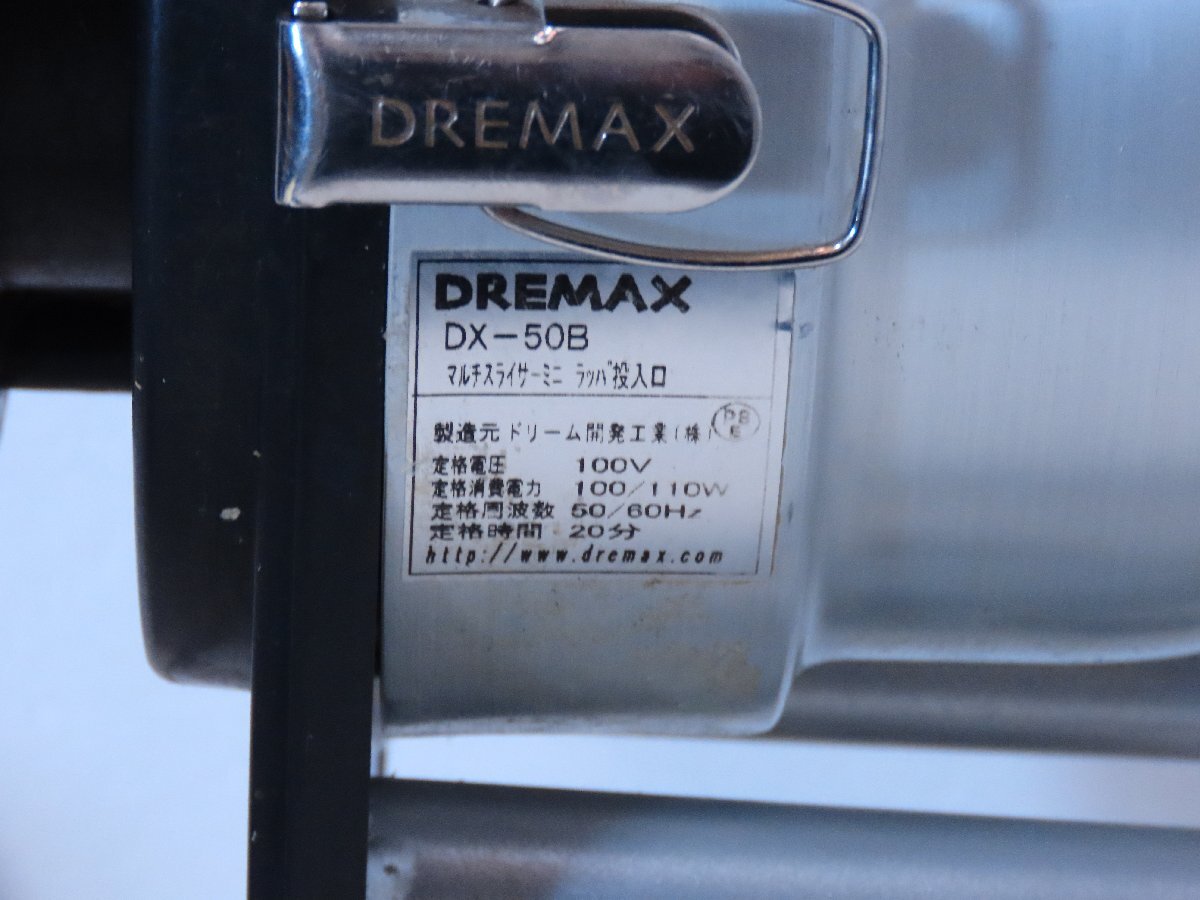 DREMAX
DREMAX
DX-50B
マルチスライサーミニ ラッパ投入口
製造元 ドリーム開発工業(株)
PS
E
定格電圧 100V
定格消費電力 100/110W
定格周波数 50/60Hz
定格時間 20分
http://www.dremax.com